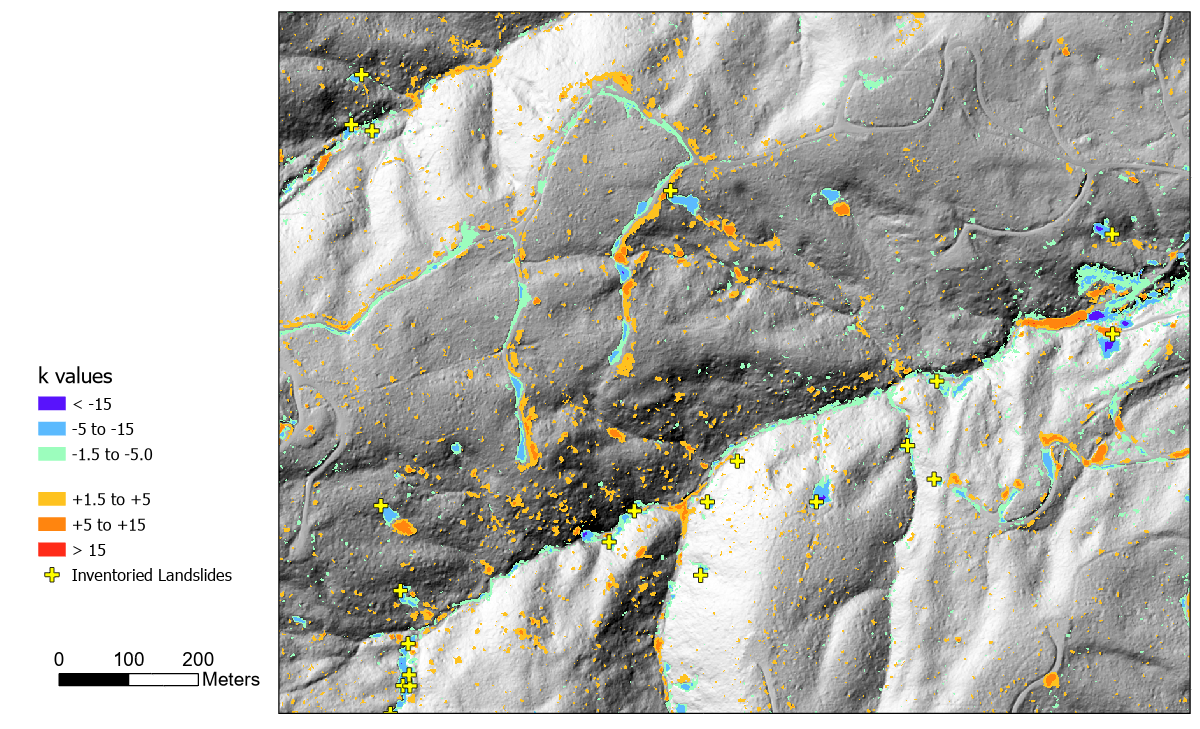 k values
< -15
-5 to -15
-1.5 to -5.0
+1.5 to +5
+5 to +15
> 15
Inventoried Landslides
0 100 200
Meters